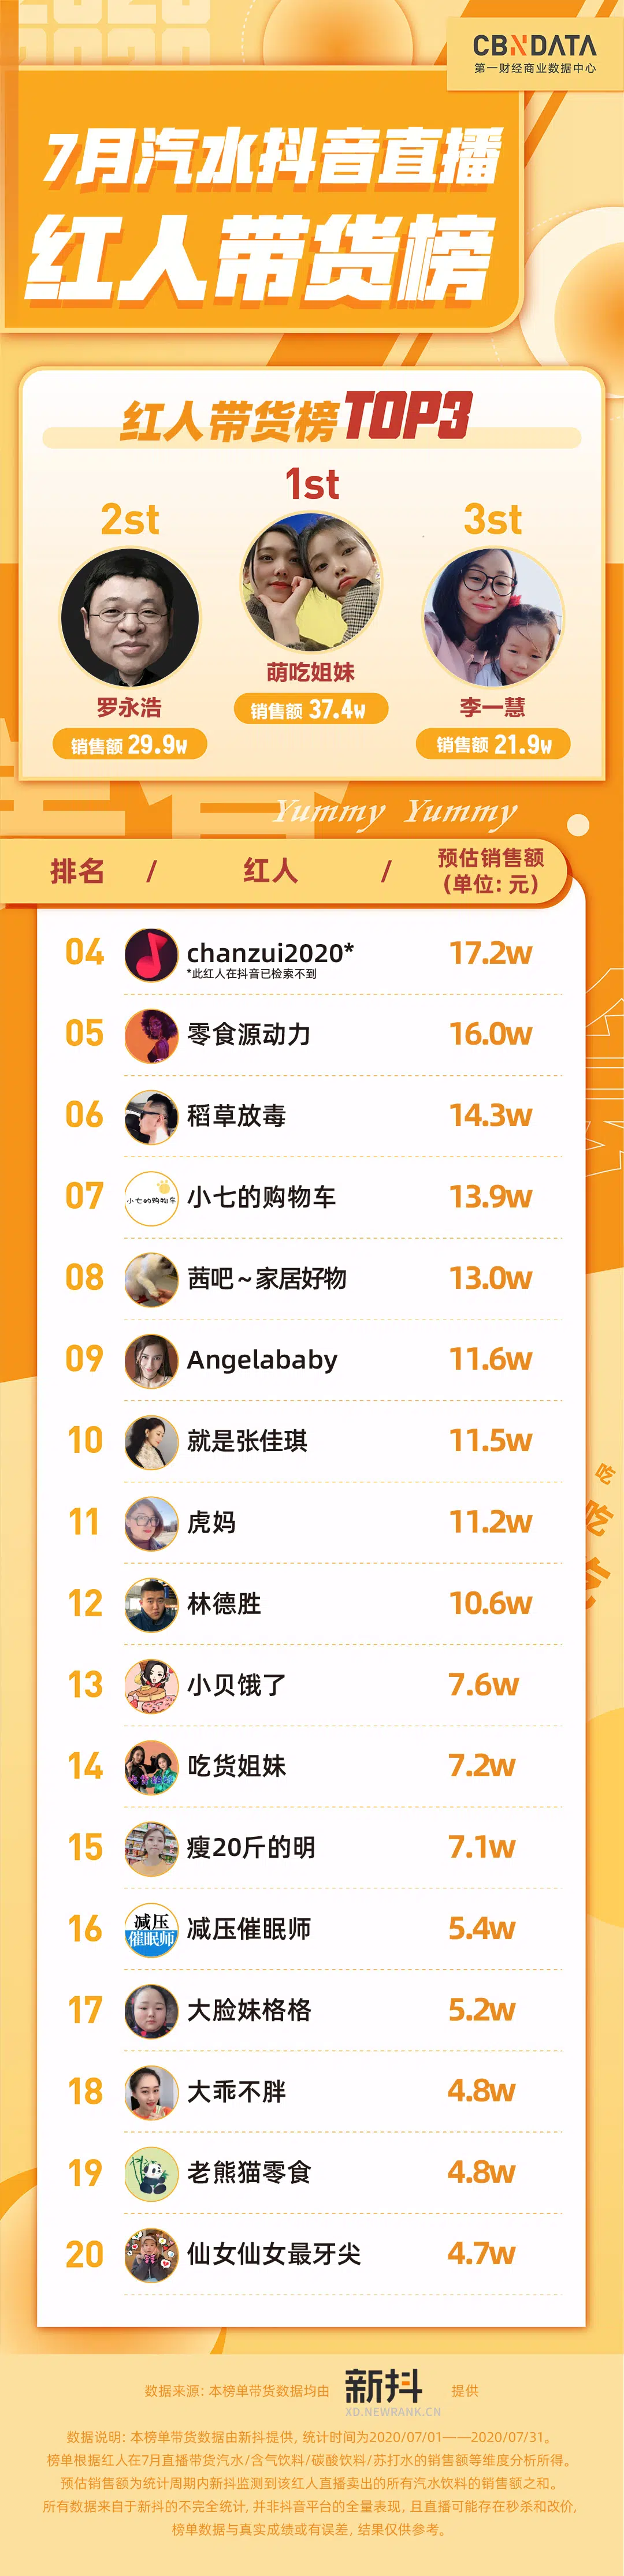 2020
2020
CBNDATA
第一财经商业数据中心
7月汽水抖音直播
红人带货榜
红人带货榜TOP3
1st
2st
3st
萌吃姐妹
销售额 37.4w
罗永浩
李一慧
销售额 29.9w
销售额 21.9w
Yummy Yummy
排名 / 红人 / 预估销售额
(单位: 元)
04 chanzui2020* 17.2w
*此红人在抖音已检索不到
05 零食源动力 16.0w
06 稻草放毒 14.3w
07 小七的购物车 小七的购物车 13.9w
08 茜吧~家居好物 13.0w
09 Angelababy 11.6w
10 就是张佳琪 11.5w
吃
11 虎妈 11.2w
吃
吃
12 林德胜 10.6w
13 小贝饿了 7.6w
14 吃货姐妹 7.2w
15 瘦20斤的明 7.1w
16 减压 催眠师 减压催眠师 5.4w
17 大脸妹格格 5.2w
18 大乖不胖 4.8w
19 老熊猫零食 4.8w
20 仙女仙女最牙尖 4.7w
数据来源: 本榜单带货数据均由 新抖 提供
XD.NEWRANK.CN
数据说明: 本榜单带货数据由新抖提供, 统计时间为2020/07/01——2020/07/31。
榜单根据红人在7月直播带货汽水/含气饮料/碳酸饮料/苏打水的销售额等维度分析所得。
预估销售额为统计周期内新抖监测到该红人直播卖出的所有汽水饮料的销售额之和。
所有数据来自于新抖的不完全统计, 并非抖音平台的全量表现, 且直播可能存在秒杀和改价,
榜单数据与真实成绩或有误差, 结果仅供参考。